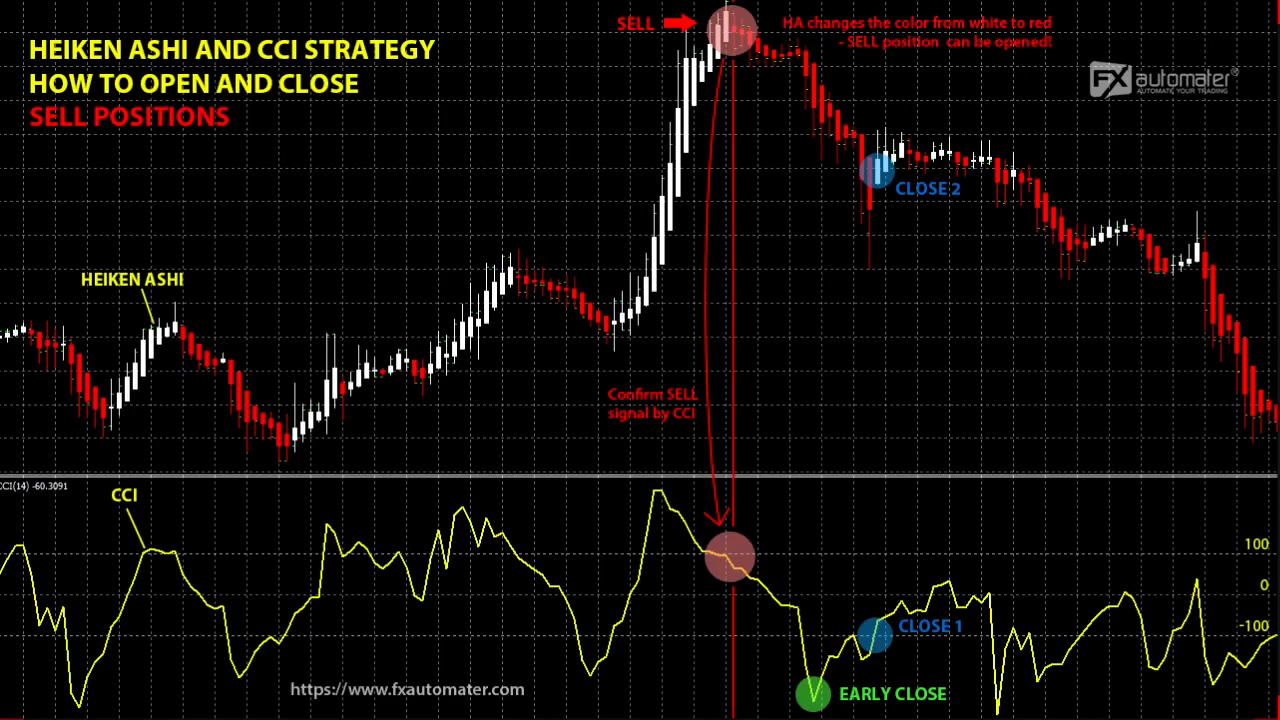 SELL
HA changes the color from white to red
- SELL position can be opened!
HEIKEN ASHI AND CCI STRATEGY
HOW TO OPEN AND CLOSE
SELL POSITIONS
FX automater®
AUTOMATE YOUR TRADING
CLOSE 2
HEIKEN ASHI
Confirm SELL
signal by CCI
CCI(14) -60.3091
CCI
100
0
-100
CLOSE 1
https://www.fxautomater.com
EARLY CLOSE